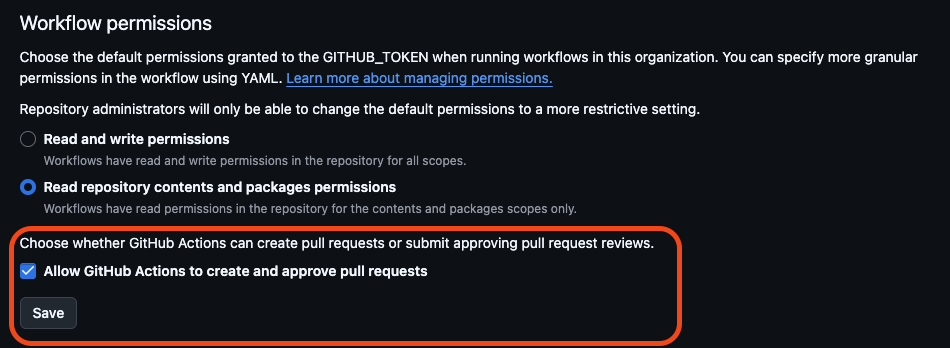 Workflow permissions
Choose the default permissions granted to the GITHUB_TOKEN when running workflows in this organization. You can specify more granular
permissions in the workflow using YAML. Learn more about managing permissions.
Repository administrators will only be able to change the default permissions to a more restrictive setting.
Read and write permissions
Workflows have read and write permissions in the repository for all scopes.
Read repository contents and packages permissions
Workflows have read permissions in the repository for the contents and packages scopes only.
Choose whether GitHub Actions can create pull requests or submit approving pull request reviews.
Allow GitHub Actions to create and approve pull requests
Save